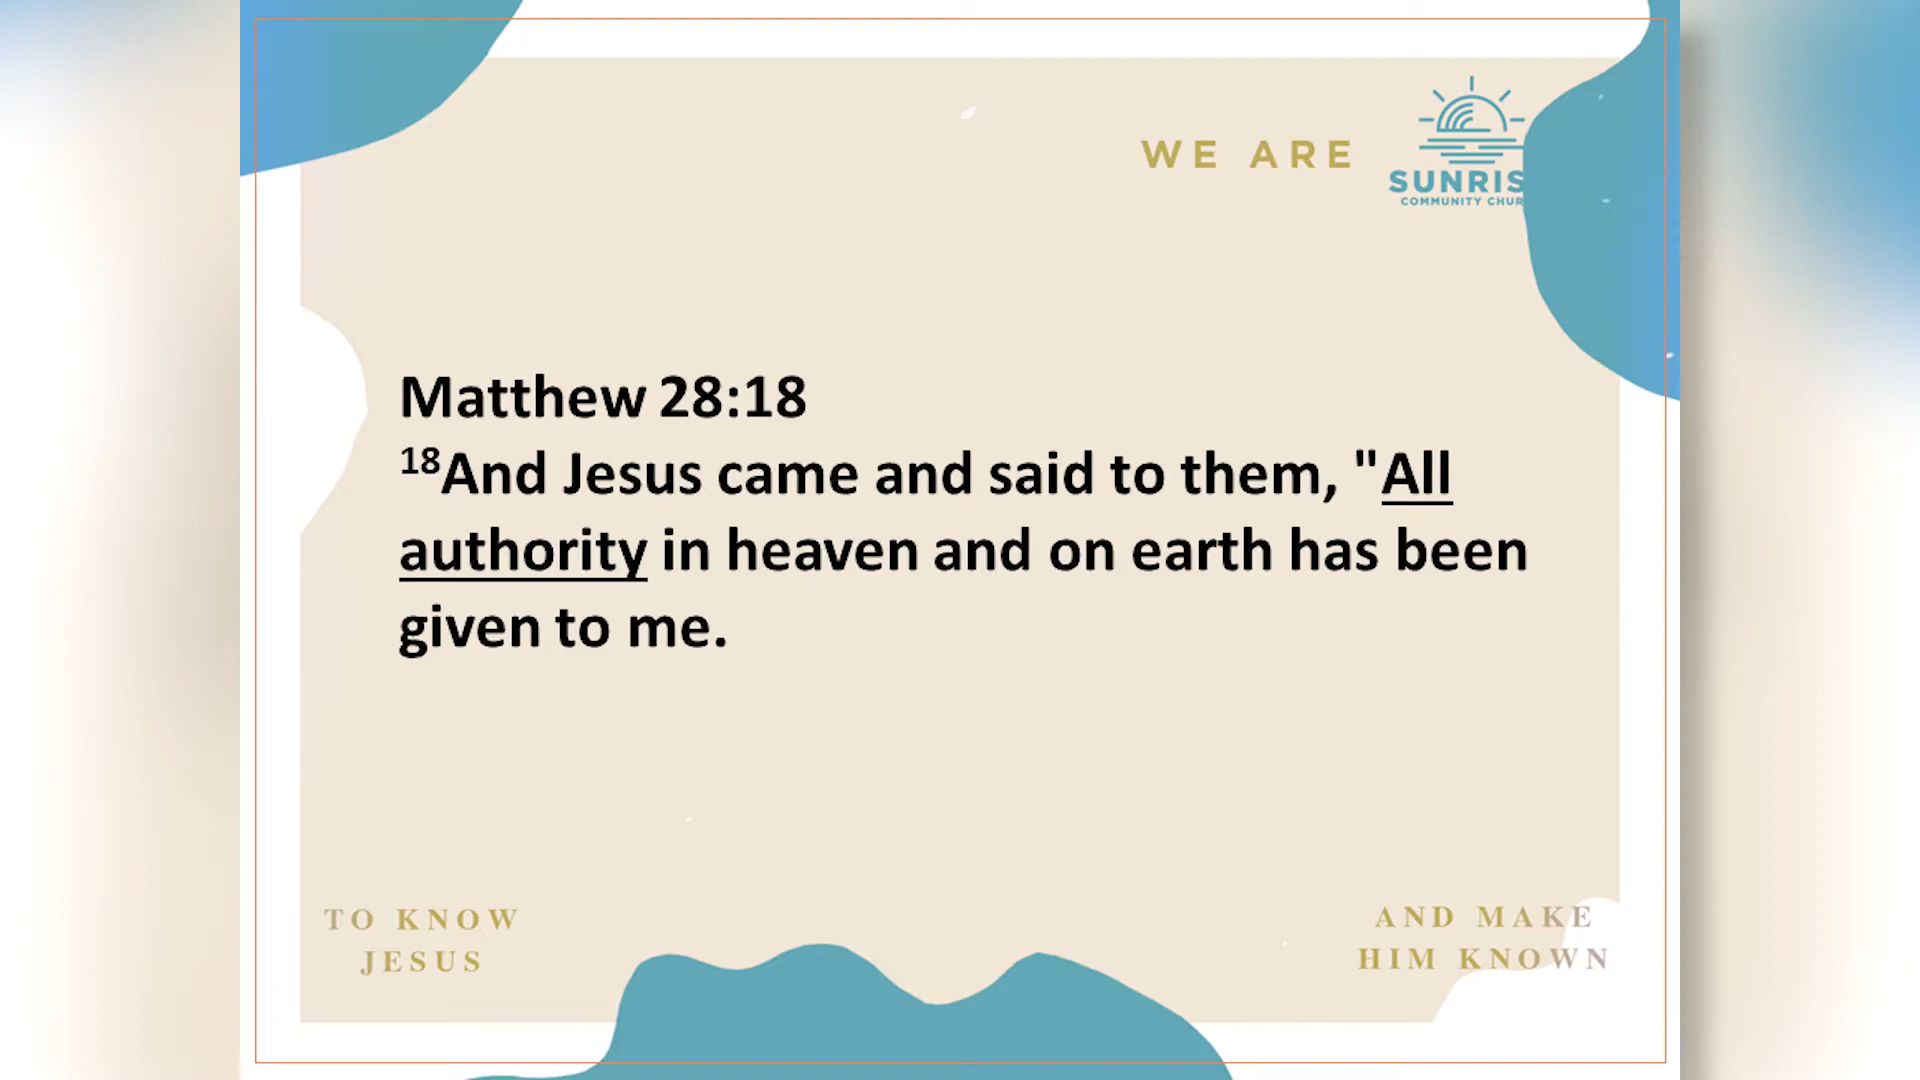 WE ARE
SUNRIS
COMMUNITY CHUR
Matthew 28:18
18And Jesus came and said to them, "All
authority in heaven and on earth has been
given to me.
TO KNOW
JESUS
AND MAKE
HIM KNOWN